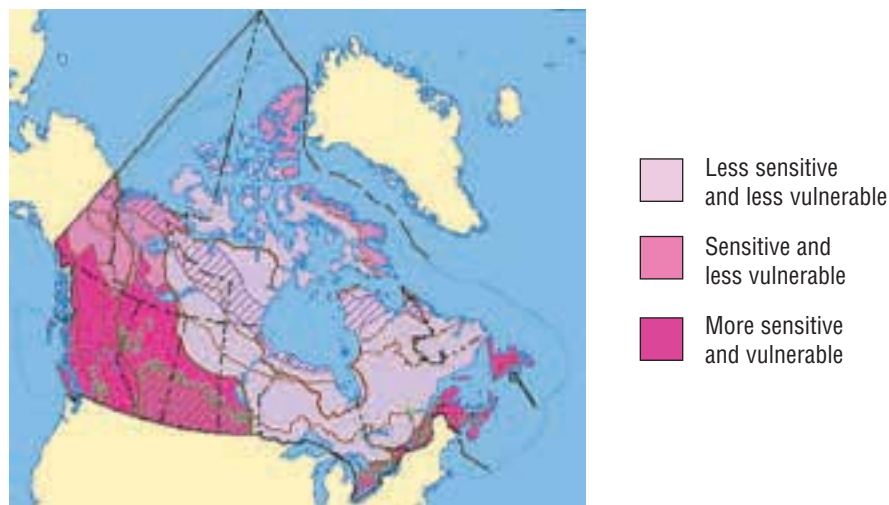 Less sensitive
and less vulnerable
Sensitive and
less vulnerable
More sensitive
and vulnerable